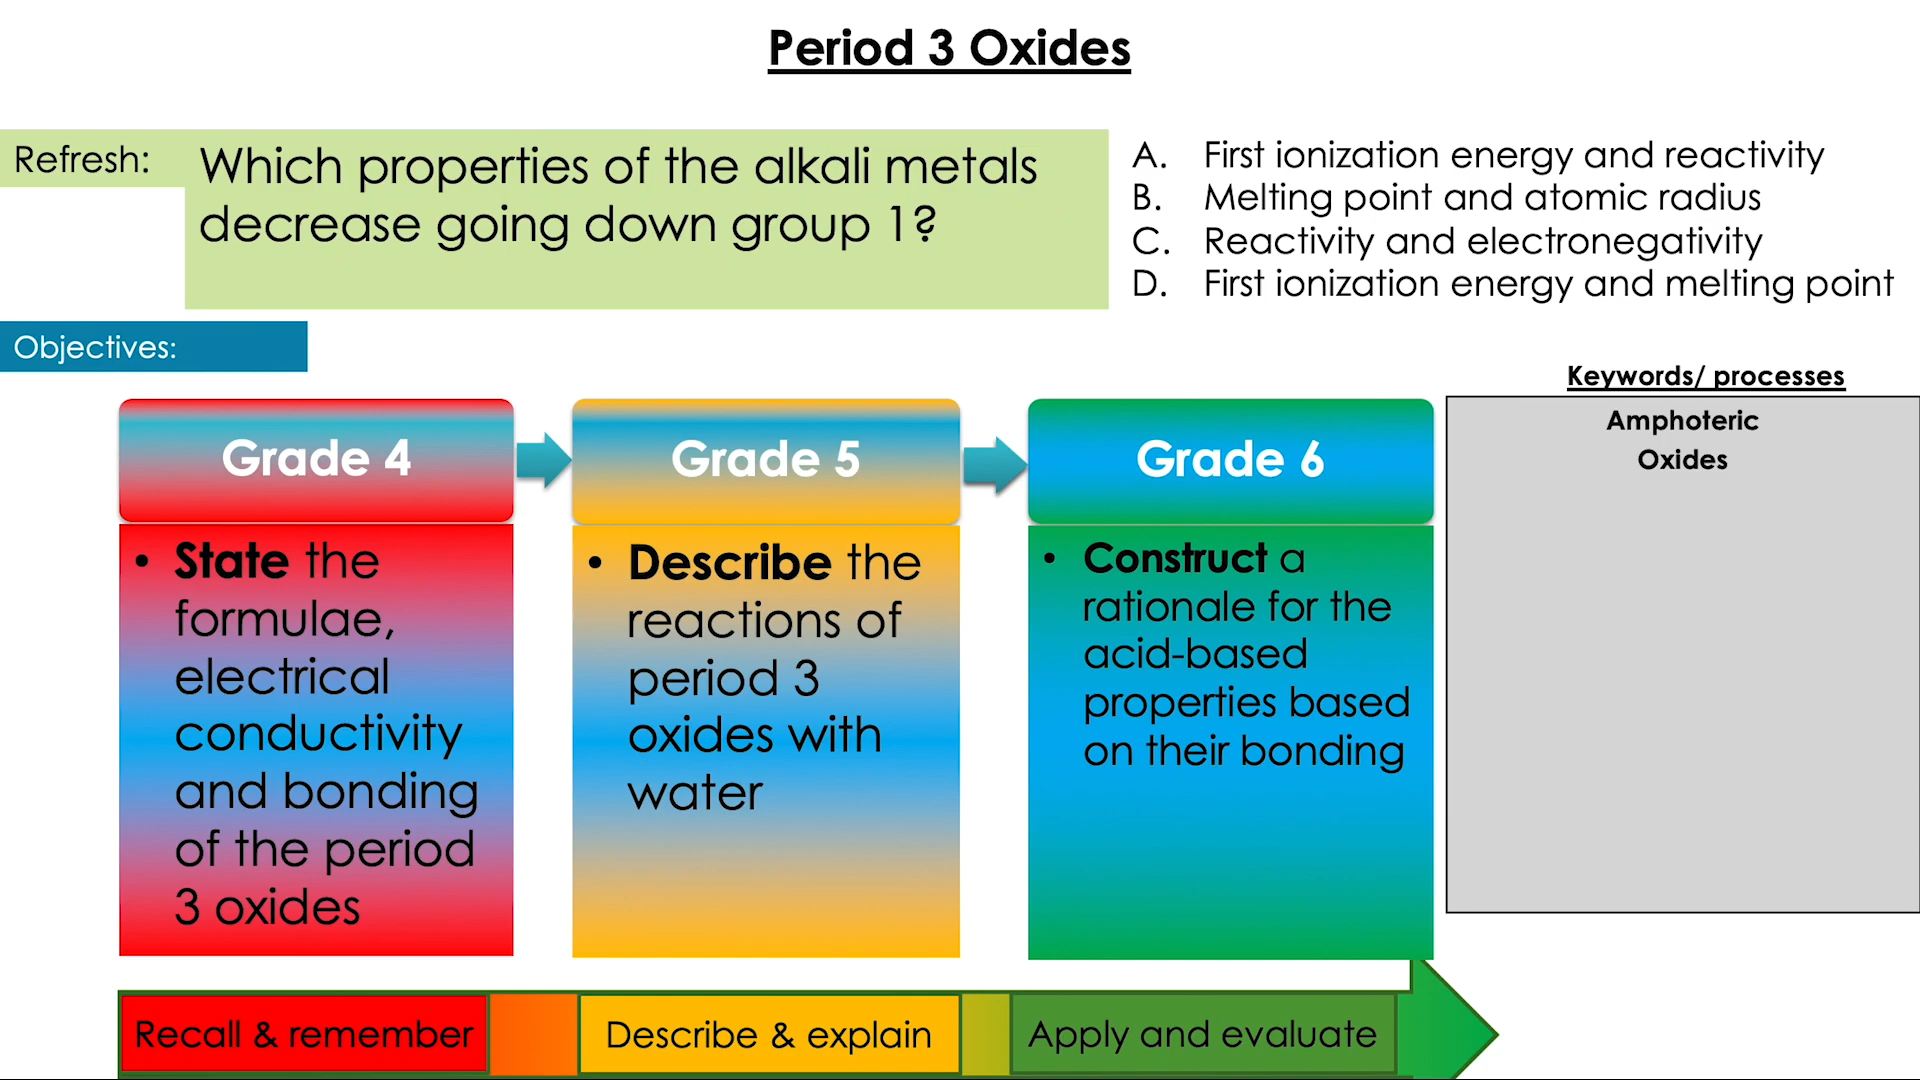 Period 3 Oxides
Refresh:
Which properties of the alkali metals
decrease going down group 1?
A. First ionization energy and reactivity
B. Melting point and atomic radius
C. Reactivity and electronegativity
D. First ionization energy and melting point
Objectives:
Keywords/ processes
Amphoteric
Oxides
Grade 4
• State the
formulae,
electrical
conductivity
and bonding
of the period
3 oxides
Grade 5
• Describe the
reactions of
period 3
oxides with
water
Grade 6
• Construct a
rationale for the
acid-based
properties based
on their bonding
Recall & remember
Describe & explain
Apply and evaluate